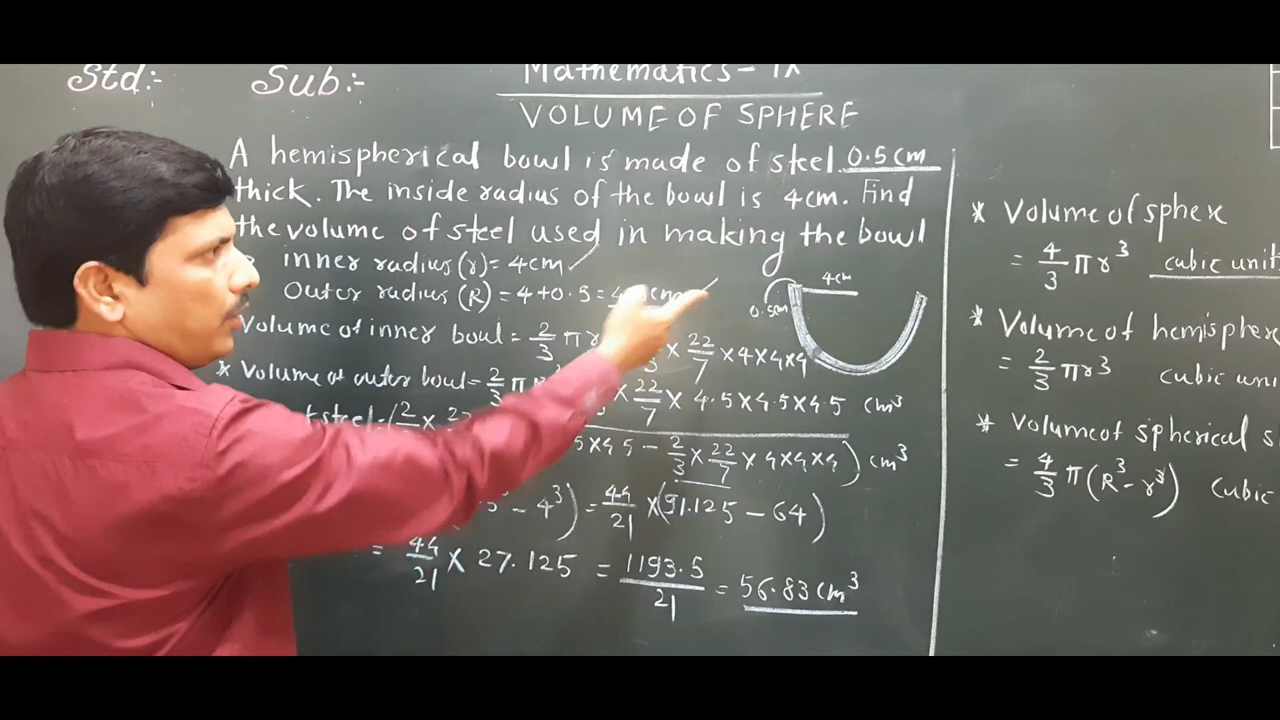 Std:- Sub:- Mathematics- IX
VOLUME OF SPHERE
A hemispherical bowl is made of steel 0.5cm
thick. The inside radius of the bowl is 4cm. Find
the volume of steel used in making the bowl
inner radius (r) = 4cm ✓
Outer radius (R) = 4+0.5 =
4cm
0.5cm
Volume of inner bowl = 2/3 π × 22/7 × 4×4×4
* Volume of outer bowl = 2/3 π × 22/7 × 4.5×4.5×4.5 cm³
steel = (2/3 × 4.5 − 2/3 × 22/7 × 4×4×4) cm³
− 4³) = 44/21 × (91.125 − 64)
= 44/21 × 27.125 = 1193.5/21 = 56.83 cm³
* Volume of sphere
= 4/3 πr³ cubic unit
* Volume of hemisphere
= 2/3 πr³ cubic uni
* Volume of spherical s
= 4/3 π(R³−r³) cubic